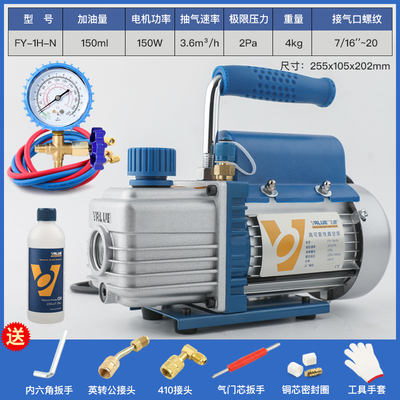 型 号 加油量 电机功率 抽气速率 极限压力 重量 接气口螺纹
FY-1H-N 150ml 150W 3.6m³/h 2Pa 4kg 7/16''-20
尺寸：255x105x202mm
VALUE
VALUE
送
内六角扳手 英转公接头 410接头 气门芯扳手 铜芯密封圈 工具手套